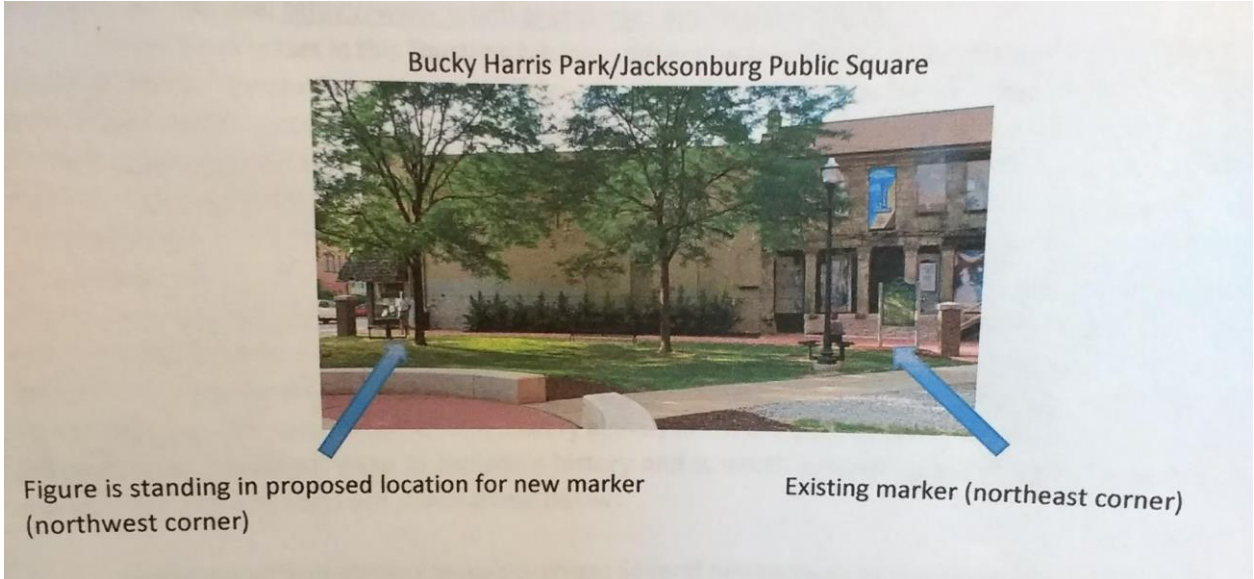 Bucky Harris Park/Jacksonburg Public Square
Figure is standing in proposed location for new marker
(northwest corner)
Existing marker (northeast corner)